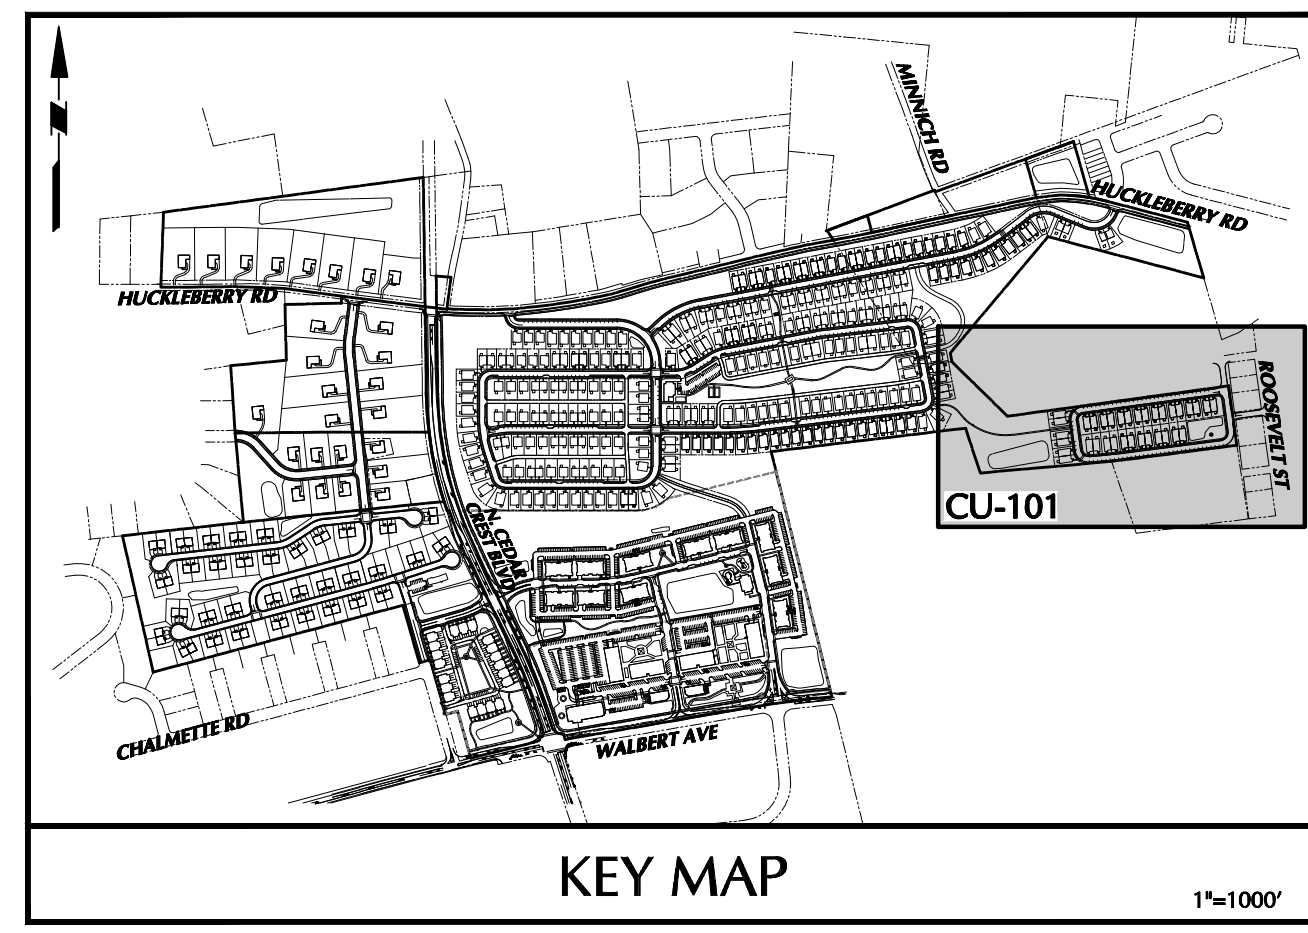 MINNICH RD
HUCKLEBERRY RD
HUCKLEBERRY RD
ROOSEVELT ST
CU-101
N. CEDAR
CREST BLVD
CHALMETTE RD
WALBERT AVE
KEY MAP
1"=1000'